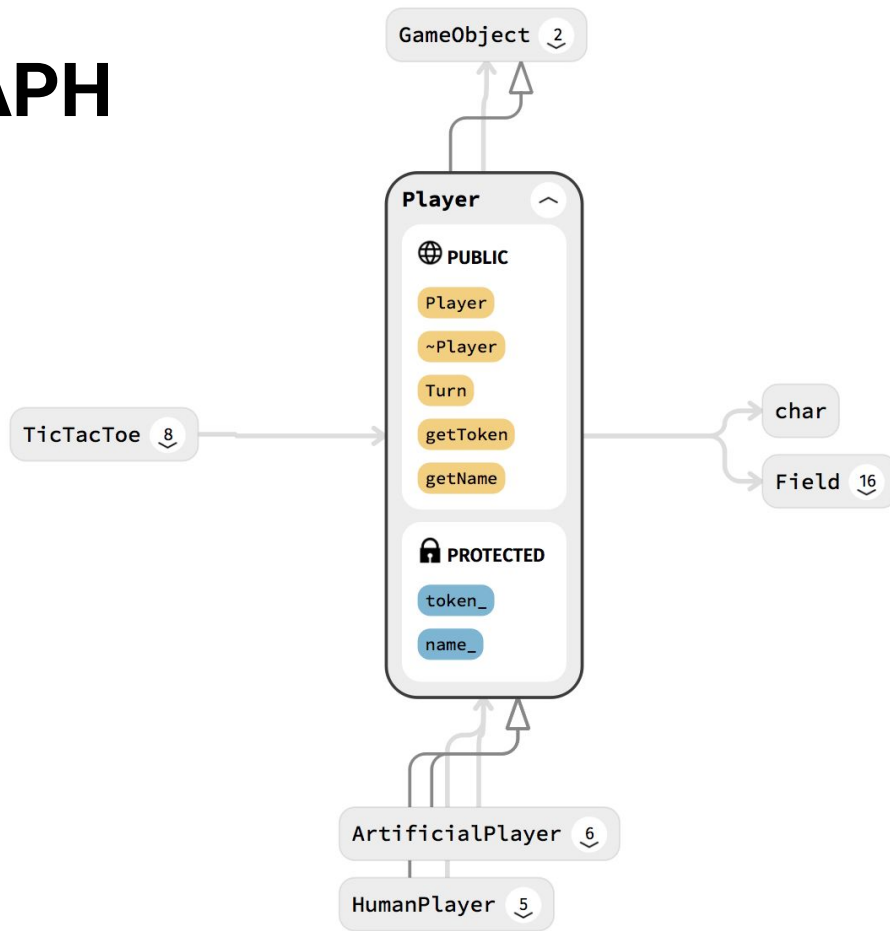 GameObject 2
APH
Player
PUBLIC
Player
~Player
Turn
getToken
getName
TicTacToe 8
char
Field 16
PROTECTED
token_
name_
ArtificialPlayer 6
HumanPlayer 5